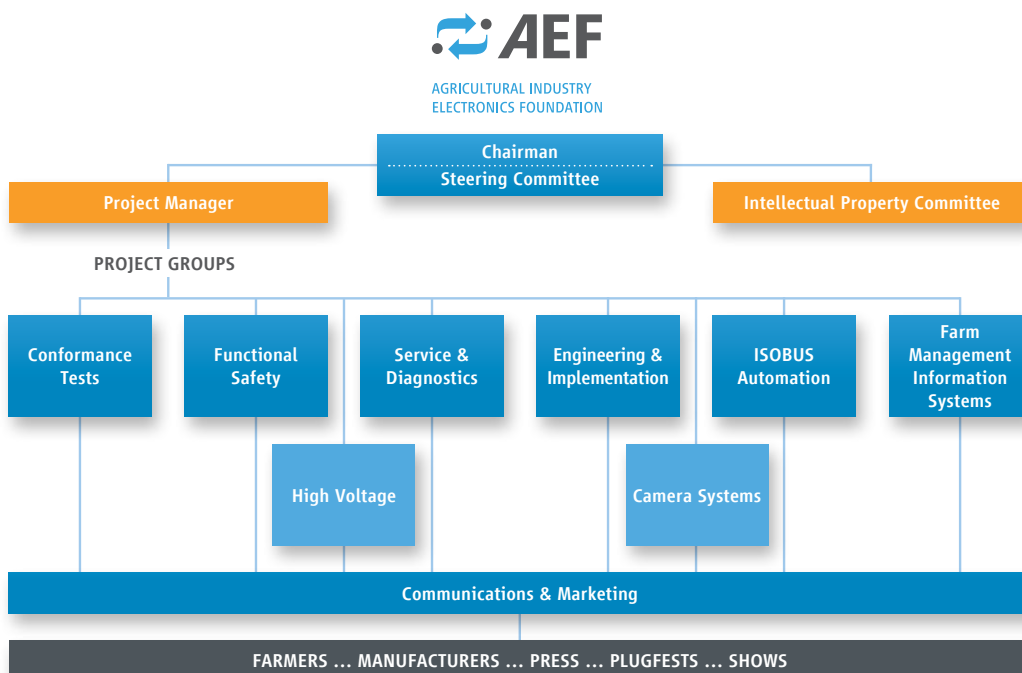 AEF
AGRICULTURAL INDUSTRY
ELECTRONICS FOUNDATION
Chairman
Steering Committee
Project Manager
Intellectual Property Committee
PROJECT GROUPS
Conformance
Tests
Functional
Safety
Service &
Diagnostics
Engineering &
Implementation
ISOBUS
Automation
Farm
Management
Information
Systems
High Voltage
Camera Systems
Communications & Marketing
FARMERS … MANUFACTURERS … PRESS … PLUGFESTS … SHOWS